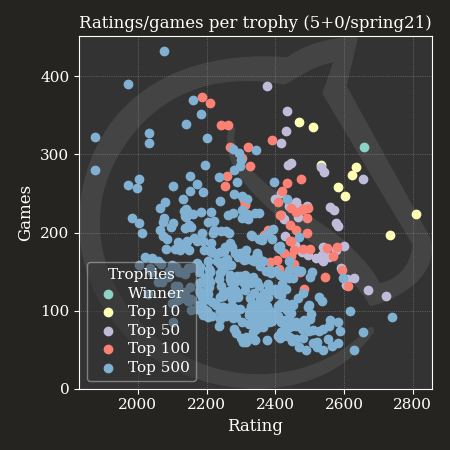 Ratings/games per trophy (5+0/spring21)
Games
400
300
200
100
0
Trophies
Winner
Top 10
Top 50
Top 100
Top 500
2000 2200 2400 2600 2800
Rating